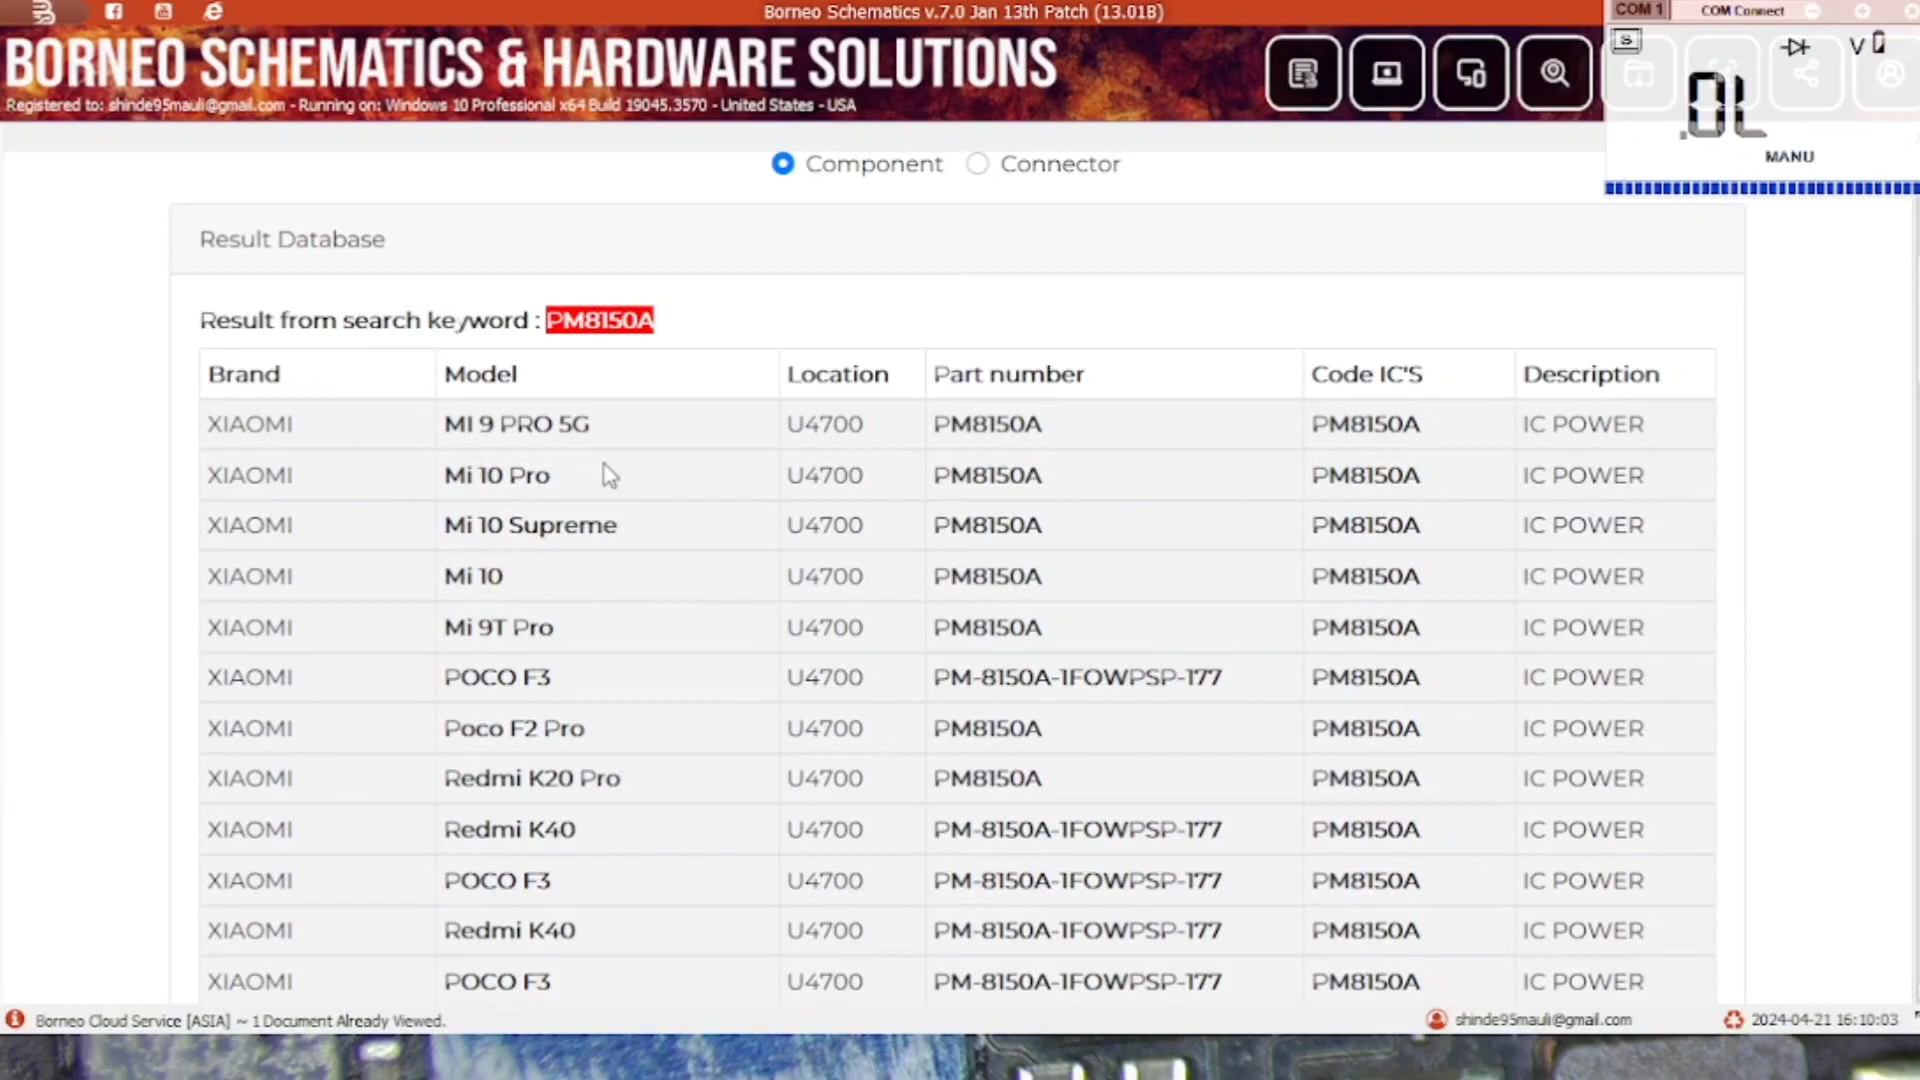 Borneo Schematics v.7.0 Jan 13th Patch (13.01B)
COM 1 COM Connect
BORNEO SCHEMATICS & HARDWARE SOLUTIONS
Registered to: shinde95mauli@gmail.com - Running on: Windows 10 Professional x64 Build 19045.3570 - United States - USA
S V
.0L
MANU
Component Connector
Result Database
Result from search keyword : PM8150A
Brand Model Location Part number Code IC'S Description
XIAOMI MI 9 PRO 5G U4700 PM8150A PM8150A IC POWER
XIAOMI Mi 10 Pro U4700 PM8150A PM8150A IC POWER
XIAOMI Mi 10 Supreme U4700 PM8150A PM8150A IC POWER
XIAOMI Mi 10 U4700 PM8150A PM8150A IC POWER
XIAOMI Mi 9T Pro U4700 PM8150A PM8150A IC POWER
XIAOMI POCO F3 U4700 PM-8150A-1FOWPSP-177 PM8150A IC POWER
XIAOMI Poco F2 Pro U4700 PM8150A PM8150A IC POWER
XIAOMI Redmi K20 Pro U4700 PM8150A PM8150A IC POWER
XIAOMI Redmi K40 U4700 PM-8150A-1FOWPSP-177 PM8150A IC POWER
XIAOMI POCO F3 U4700 PM-8150A-1FOWPSP-177 PM8150A IC POWER
XIAOMI Redmi K40 U4700 PM-8150A-1FOWPSP-177 PM8150A IC POWER
XIAOMI POCO F3 U4700 PM-8150A-1FOWPSP-177 PM8150A IC POWER
Borneo Cloud Service [ASIA] ~ 1 Document Already Viewed. shinde95mauli@gmail.com 2024-04-21 16:10:03